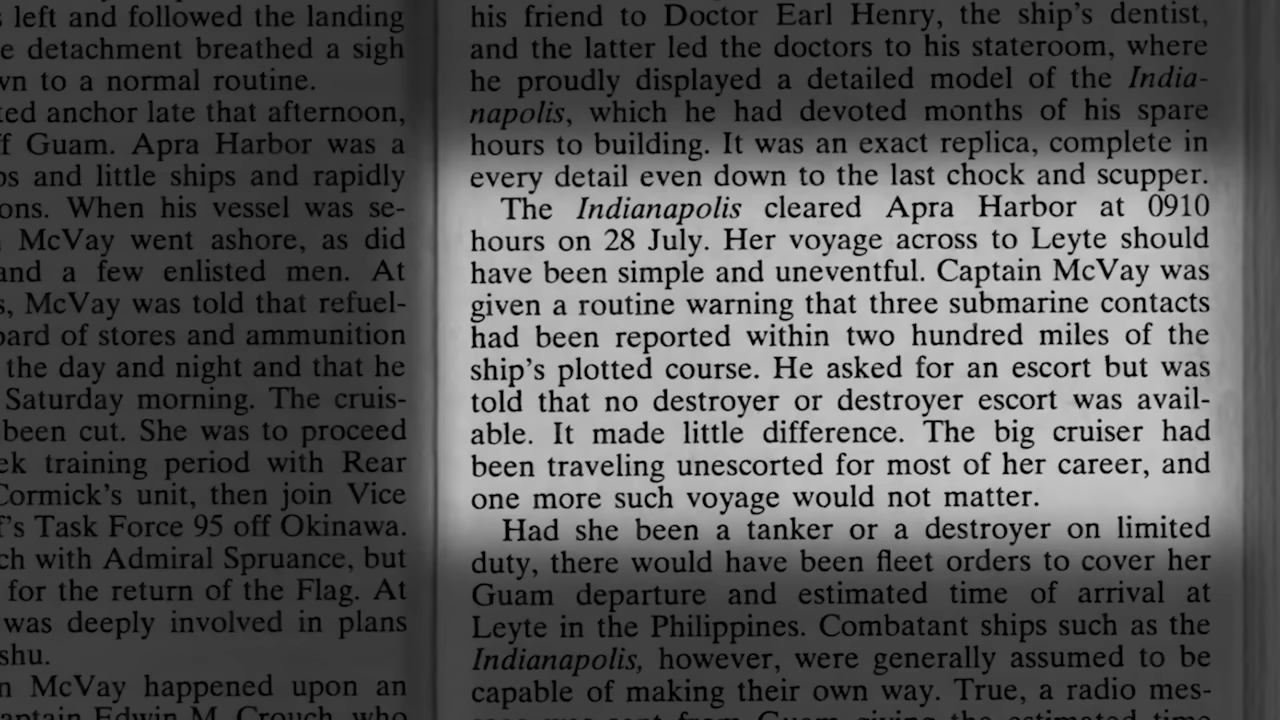 left and followed the landing
detachment breathed a sigh
to a normal routine.
anchor late that afternoon,
Guam. Apra Harbor was a
and little ships and rapidly
When his vessel was se-
McVay went ashore, as did
and a few enlisted men. At
McVay was told that refuel-
of stores and ammunition
the day and night and that he
Saturday morning. The cruis-
been cut. She was to proceed
training period with Rear
unit, then join Vice
Task Force 95 off Okinawa.
with Admiral Spruance, but
for the return of the Flag. At
was deeply involved in plans
McVay happened upon an
Edwin M. Crouch, who
his friend to Doctor Earl Henry, the ship's dentist,
and the latter led the doctors to his stateroom, where
he proudly displayed a detailed model of the India-
napolis, which he had devoted months of his spare
hours to building. It was an exact replica, complete in
every detail even down to the last chock and scupper.
The Indianapolis cleared Apra Harbor at 0910
hours on 28 July. Her voyage across to Leyte should
have been simple and uneventful. Captain McVay was
given a routine warning that three submarine contacts
had been reported within two hundred miles of the
ship's plotted course. He asked for an escort but was
told that no destroyer or destroyer escort was avail-
able. It made little difference. The big cruiser had
been traveling unescorted for most of her career, and
one more such voyage would not matter.
Had she been a tanker or a destroyer on limited
duty, there would have been fleet orders to cover her
Guam departure and estimated time of arrival at
Leyte in the Philippines. Combatant ships such as the
Indianapolis, however, were generally assumed to be
capable of making their own way. True, a radio mes-
sage was sent from Guam giving the estimated time